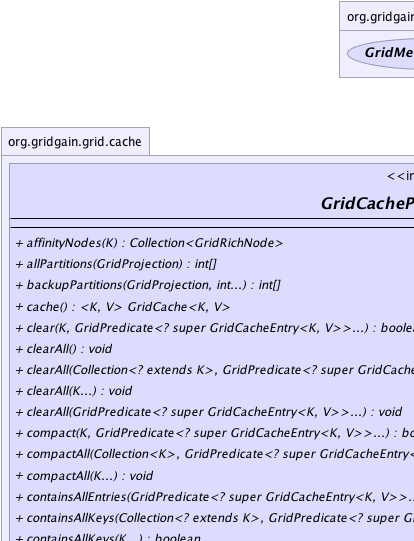 org.gridgain
GridMe
org.gridgain.grid.cache
<<in
GridCacheP
+ affinityNodes(K) : Collection<GridRichNode>
+ allPartitions(GridProjection) : int[]
+ backupPartitions(GridProjection, int...) : int[]
+ cache() : <K, V> GridCache<K, V>
+ clear(K, GridPredicate<? super GridCacheEntry<K, V>>...) : boolea
+ clearAll() : void
+ clearAll(Collection<? extends K>, GridPredicate<? super GridCache
+ clearAll(K...) : void
+ clearAll(GridPredicate<? super GridCacheEntry<K, V>>...) : void
+ compact(K, GridPredicate<? super GridCacheEntry<K, V>>...) : bo
+ compactAll(Collection<K>, GridPredicate<? super GridCacheEntry<
+ compactAll(K...) : void
+ containsAllEntries(GridPredicate<? super GridCacheEntry<K, V>>..
+ containsAllKeys(Collection<? extends K>, GridPredicate<? super G
+ containsAllKeys(K...) : boolean